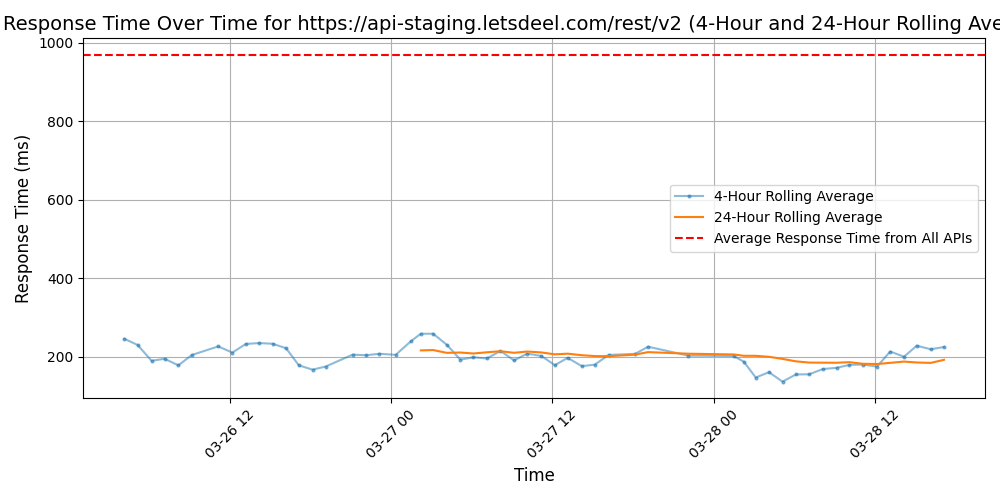 Response Time Over Time for https://api-staging.letsdeel.com/rest/v2 (4-Hour and 24-Hour Rolling Ave
Response Time (ms)
1000
800
600
400
200
4-Hour Rolling Average
24-Hour Rolling Average
Average Response Time from All APIs
03-26 12
03-27 00
03-27 12
03-28 00
03-28 12
Time